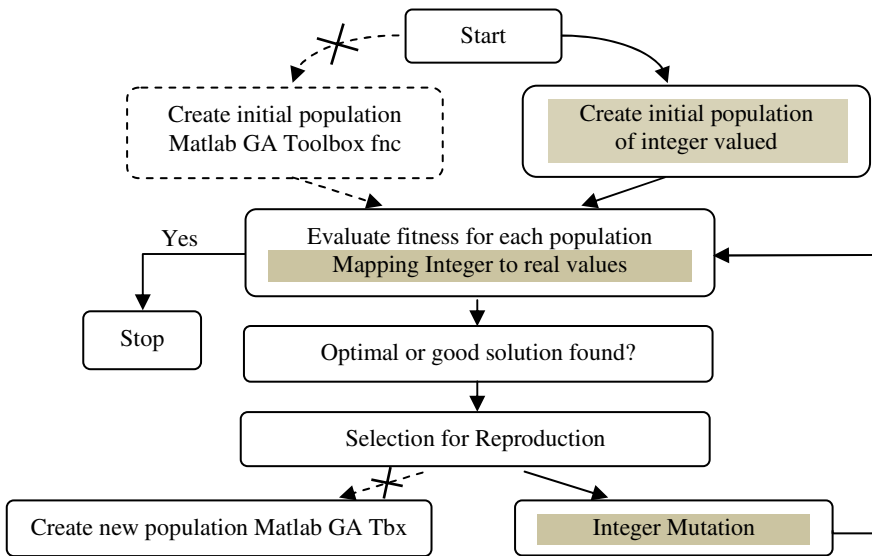 Start
Create initial population
Matlab GA Toolbox fnc
Create initial population
of integer valued
Yes
Evaluate fitness for each population
Mapping Integer to real values
Stop
Optimal or good solution found?
Selection for Reproduction
Create new population Matlab GA Tbx
Integer Mutation